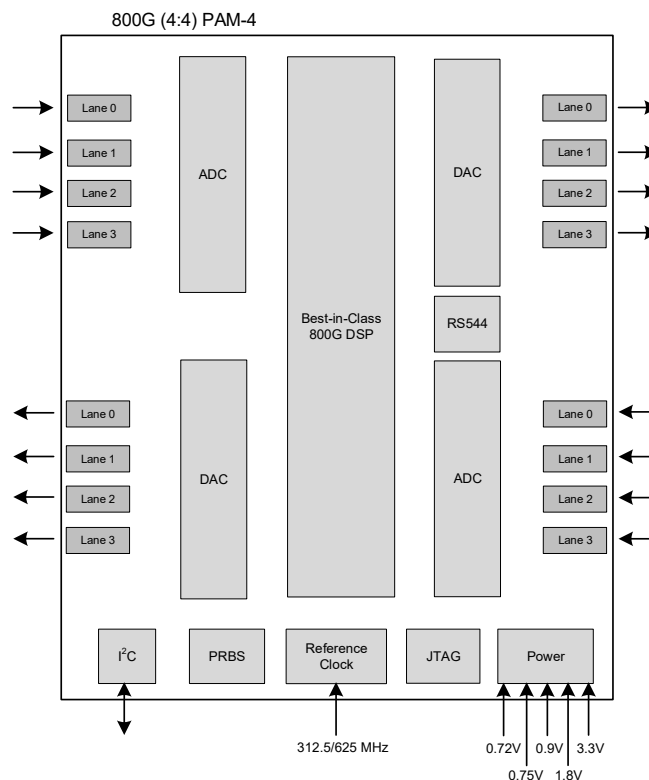 800G (4:4) PAM-4
Lane 0
Lane 1
Lane 2
Lane 3
ADC
Best-in-Class
800G DSP
DAC
Lane 0
Lane 1
Lane 2
Lane 3
RS544
Lane 0
Lane 1
Lane 2
Lane 3
DAC
ADC
Lane 0
Lane 1
Lane 2
Lane 3
I²C
PRBS
Reference
Clock
JTAG
Power
312.5/625 MHz
0.72V
0.9V
3.3V
0.75V
1.8V